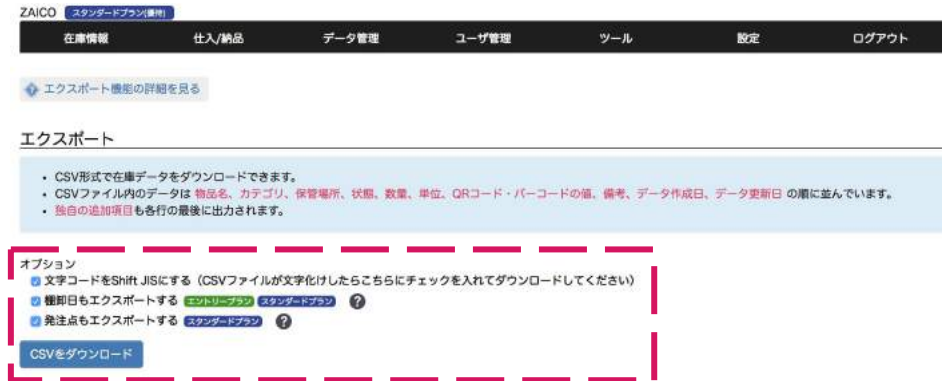 ZAICO スタンダードプラン(優待)
在庫情報 仕入/納品 データ管理 ユーザ管理 ツール 設定 ログアウト
エクスポート機能の詳細を見る
エクスポート
・CSV形式で在庫データをダウンロードできます。
・CSVファイル内のデータは 物品名、カテゴリ、保管場所、状態、数量、単位、QRコード・バーコードの値、備考、データ作成日、データ更新日 の順に並んでいます。
・独自の追加項目も各行の最後に出力されます。
オプション
文字コードをShift JISにする（CSVファイルが文字化けしたらこちらにチェックを入れてダウンロードしてください）
棚卸日もエクスポートする エントリープラン スタンダードプラン ?
発注点もエクスポートする スタンダードプラン ?
CSVをダウンロード